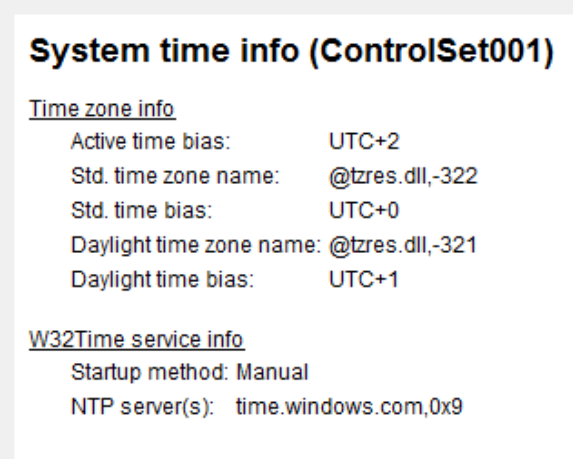 System time info (ControlSet001)
Time zone info
Active time bias: UTC+2
Std. time zone name: @tzres.dll,-322
Std. time bias: UTC+0
Daylight time zone name: @tzres.dll,-321
Daylight time bias: UTC+1
W32Time service info
Startup method: Manual
NTP server(s): time.windows.com,0x9